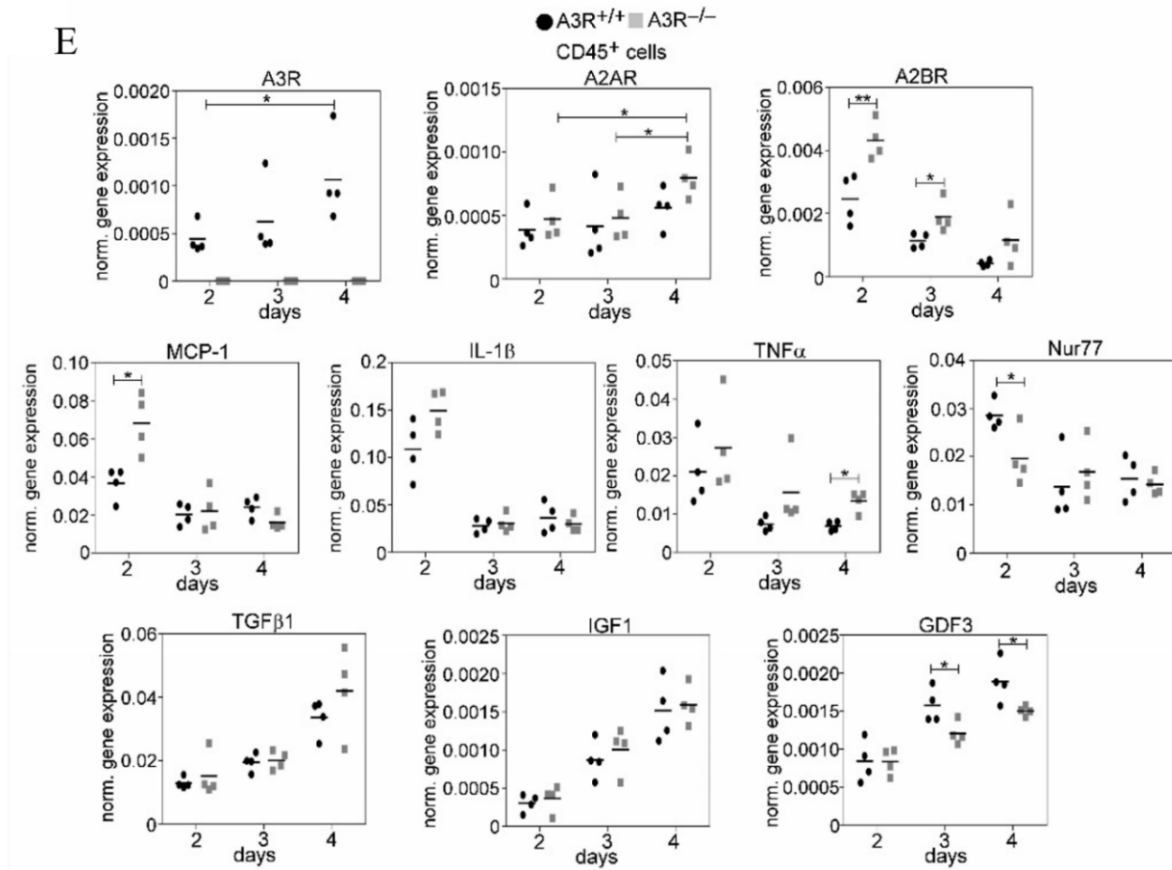 E
A3R+/+ A3R−/−
CD45+ cells
A3R
norm. gene expression
0.0020
0.0015
0.0010
0.0005
0
*
2 3 4
days
A2AR
norm. gene expression
0.0015
0.0010
0.0005
0
*
*
2 3 4
days
A2BR
norm. gene expression
0.006
0.004
0.002
0
**
*
2 3 4
days
MCP-1
norm. gene expression
0.10
0.08
0.06
0.04
0.02
0
*
2 3 4
days
IL-1β
norm. gene expression
0.2
0.15
0.10
0.05
0
2 3 4
days
TNFα
norm. gene expression
0.05
0.04
0.03
0.02
0.01
0
*
2 3 4
days
Nur77
norm. gene expression
0.04
0.03
0.02
0.01
0
*
2 3 4
days
TGFβ1
norm. gene expression
0.06
0.04
0.02
0
2 3 4
days
IGF1
norm. gene expression
0.0025
0.0020
0.0015
0.0010
0.0005
0
2 3 4
days
GDF3
norm. gene expression
0.0025
0.0020
0.0015
0.0010
0.0005
0
*
*
2 3 4
days